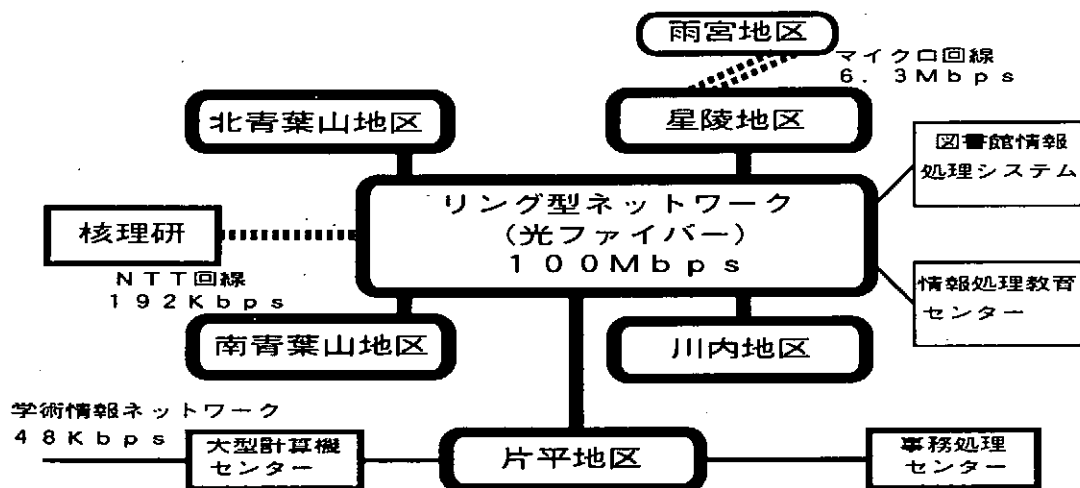 雨宮地区
マイクロ回線
6.3Mbps
北青葉山地区
星陵地区
図書館情報
処理システム
リング型ネットワーク
(光ファイバー)
100Mbps
核理研
NTT回線
192Kbps
情報処理教育
センター
南青葉山地区
川内地区
学術情報ネットワーク
48Kbps
大型計算機
センター
片平地区
事務処理
センター